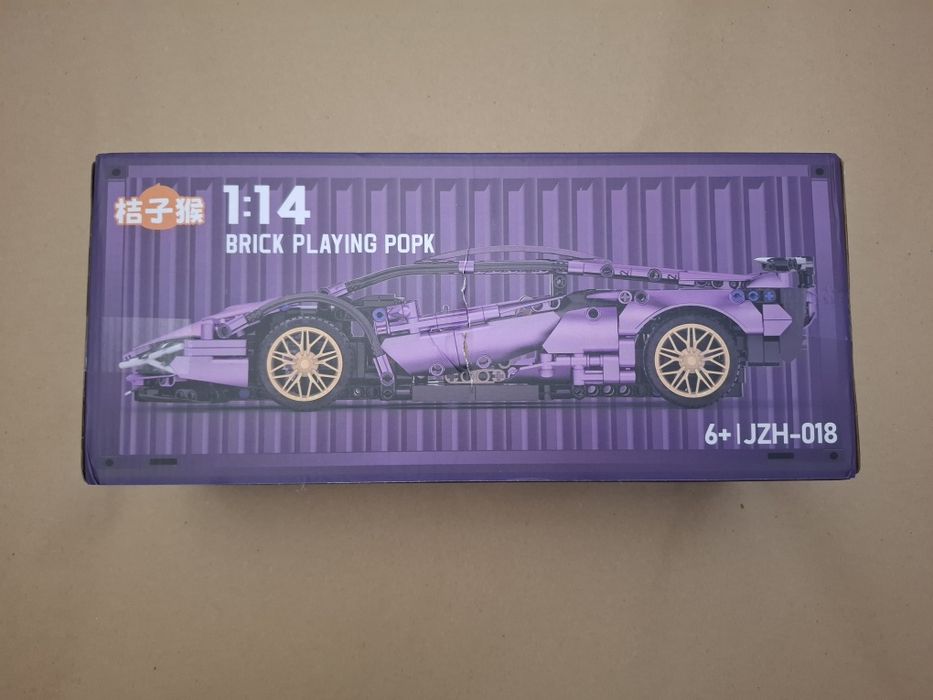 桔子猴
1:14
BRICK PLAYING POPK
6+ | JZH-018